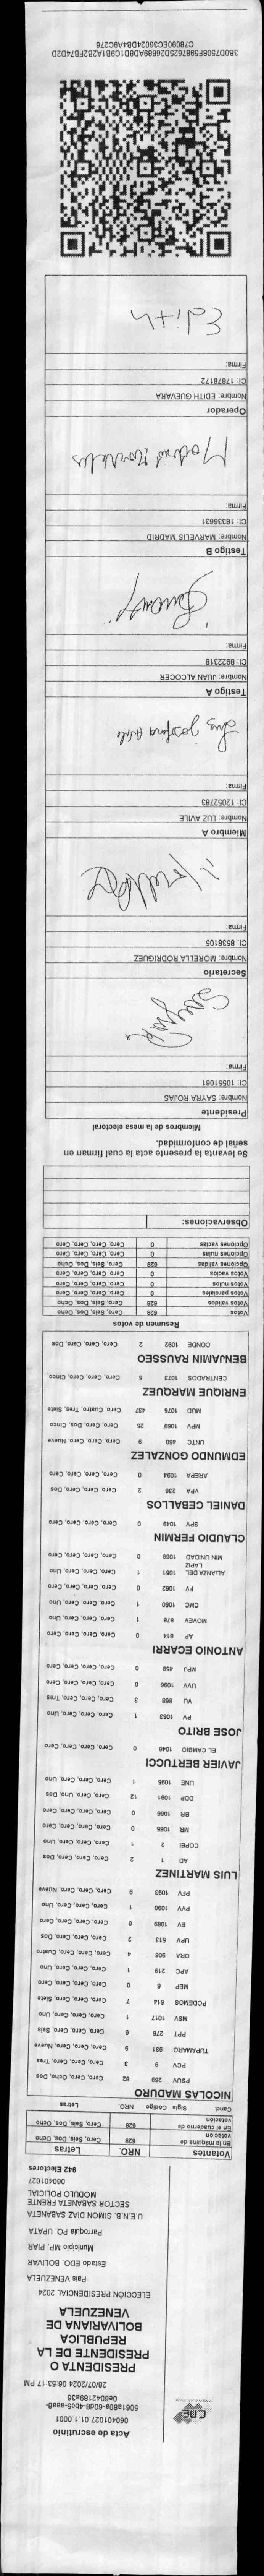 CNE
Acta de escrutinio
060401027.01.1.0001
5061a80a-60d8-4bc5-aaa8-
0e6042189a36
28/07/2024 06:53:17 PM
PRESIDENTA O
PRESIDENTE DE LA
REPUBLICA
BOLIVARIANA DE
VENEZUELA
ELECCIÓN PRESIDENCIAL 2024
Pais VENEZUELA
Estado EDO. BOLIVAR
Municipio MP. PIAR
Parroquia PQ. UPATA
U.E.N.B. SIMON DIAZ SABANETA
SECTOR SABANETA FRENTE
MODULO POLICIAL
060401027
942 Electores
Votantes NRO. Letras
En la máquina de votación 628 Cero, Seis, Dos, Ocho
En el cuaderno de votación 628 Cero, Seis, Dos, Ocho
Cand. Sigla Código NRO. Letras
NICOLAS MADURO
PSUV 269 82 Cero, Cero, Ocho, Dos
PCV 9 3 Cero, Cero, Cero, Tres
TUPAMARO 931 9 Cero, Cero, Cero, Nueve
PPT 276 6 Cero, Cero, Cero, Seis
MSV 1017 1 Cero, Cero, Cero, Uno
PODEMOS 514 7 Cero, Cero, Cero, Siete
MEP 6 0 Cero, Cero, Cero, Cero
APC 219 1 Cero, Cero, Cero, Uno
ORA 906 4 Cero, Cero, Cero, Cuatro
UPV 513 2 Cero, Cero, Cero, Dos
EV 1089 0 Cero, Cero, Cero, Cero
PVV 1090 1 Cero, Cero, Cero, Uno
PFV 1093 9 Cero, Cero, Cero, Nueve
LUIS MARTINEZ
AD 1 2 Cero, Cero, Cero, Dos
COPEI 2 1 Cero, Cero, Cero, Uno
MR 1065 0 Cero, Cero, Cero, Cero
BR 1066 0 Cero, Cero, Cero, Cero
DDP 1091 12 Cero, Cero, Uno, Dos
UNE 1095 1 Cero, Cero, Cero, Uno
JAVIER BERTUCCI
EL CAMBIO 1048 0 Cero, Cero, Cero, Cero
JOSE BRITO
PV 1053 1 Cero, Cero, Cero, Uno
VU 868 3 Cero, Cero, Cero, Tres
UVV 1096 0 Cero, Cero, Cero, Cero
MPJ 458 0 Cero, Cero, Cero, Cero
ANTONIO ECARRI
AP 814 0 Cero, Cero, Cero, Cero
MOVEV 878 1 Cero, Cero, Cero, Uno
CMC 1050 1 Cero, Cero, Cero, Uno
FV 1062 0 Cero, Cero, Cero, Cero
ALIANZA DEL LAPIZ 1051 1 Cero, Cero, Cero, Uno
MIN UNIDAD 1068 0 Cero, Cero, Cero, Cero
CLAUDIO FERMIN
SPV 1049 0 Cero, Cero, Cero, Cero
DANIEL CEBALLOS
VPA 236 2 Cero, Cero, Cero, Dos
AREPA 1094 0 Cero, Cero, Cero, Cero
EDMUNDO GONZALEZ
UNTC 460 9 Cero, Cero, Cero, Nueve
MPV 1069 25 Cero, Cero, Dos, Cinco
MUD 1075 437 Cero, Cuatro, Tres, Siete
ENRIQUE MARQUEZ
CENTRADOS 1073 5 Cero, Cero, Cero, Cinco
BENJAMIN RAUSSEO
CONDE 1092 2 Cero, Cero, Cero, Dos
Resumen de votos
Votos 628 Cero, Seis, Dos, Ocho
Votos validos 628 Cero, Seis, Dos, Ocho
Votos parciales 0 Cero, Cero, Cero, Cero
Votos nulos 0 Cero, Cero, Cero, Cero
Votos vacios 0 Cero, Cero, Cero, Cero
Opciones validas 628 Cero, Seis, Dos, Ocho
Opciones nulas 0 Cero, Cero, Cero, Cero
Opciones vacias 0 Cero, Cero, Cero, Cero
Observaciones:
Se levanta la presente acta la cual firman en
señal de conformidad.
Miembros de la mesa electoral
Presidente
Nombre: SAYRA ROJAS
CI: 10551061
Firma:
SayraR
Secretario
Nombre: MORELLA RODRIGUEZ
CI: 8538105
Firma:
Miembro A
Nombre: LUZ AVILE
CI: 12052783
Firma:
Luz josefina Avile
Testigo A
Nombre: JUAN ALCOCER
CI: 8922318
Firma:
Testigo B
Nombre: MARVELIS MADRID
CI: 18336631
Firma:
Madrid Marvelis
Operador
Nombre: EDITH GUEVARA
CI: 17678172
Firma:
Edith
3B0D7508F5987625D26889AD8D1C9B1A2B2FB74D2D
C78090EC36024DB4A9C276